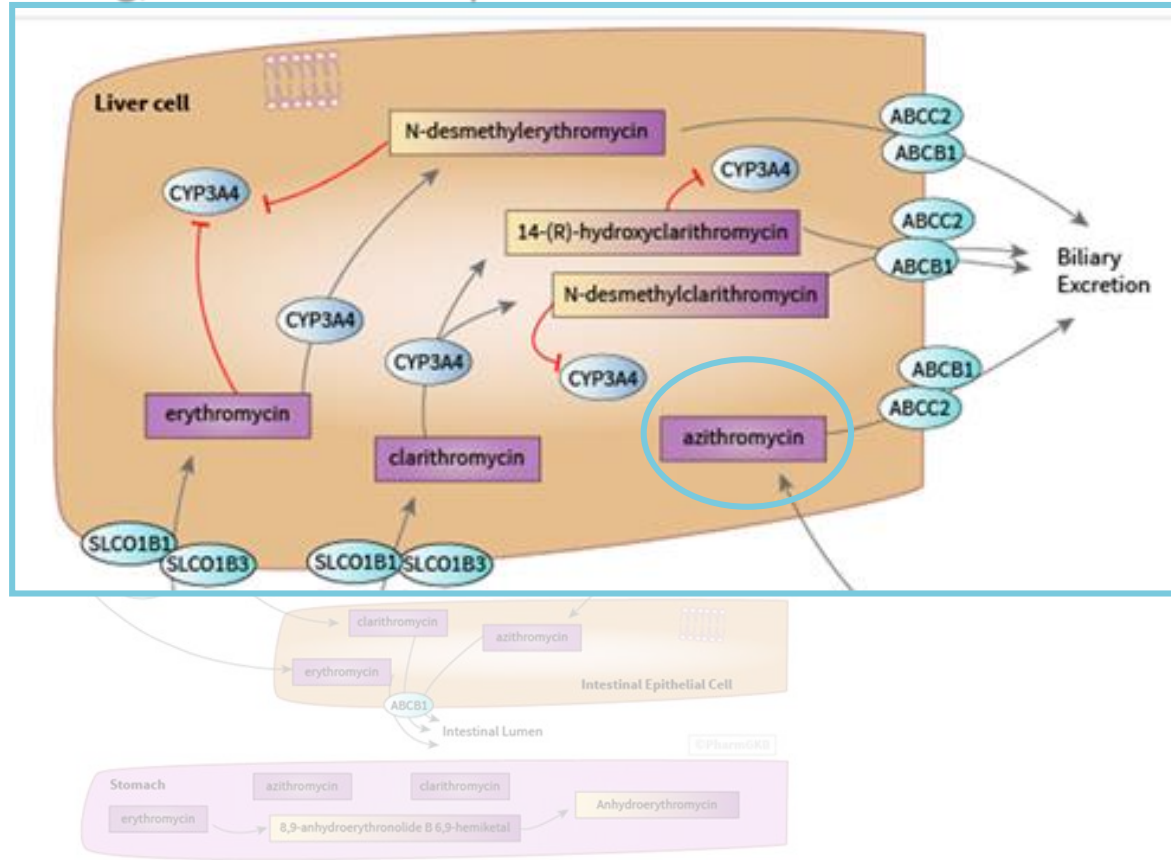 Liver cell
N-desmethylerythromycin
ABCC2
ABCB1
CYP3A4
CYP3A4
14-(R)-hydroxyclarithromycin
ABCC2
ABCB1
Biliary
Excretion
N-desmethylclarithromycin
CYP3A4
CYP3A4
CYP3A4
ABCB1
ABCC2
erythromycin
clarithromycin
azithromycin
SLCO1B1
SLCO1B3
SLCO1B1
SLCO1B3
clarithromycin
azithromycin
erythromycin
Intestinal Epithelial Cell
ABCB1
Intestinal Lumen
©PharmGKB
Stomach
azithromycin
clarithromycin
erythromycin
8,9-anhydroerythronolide B 6,9-hemiketal
Anhydroerythromycin